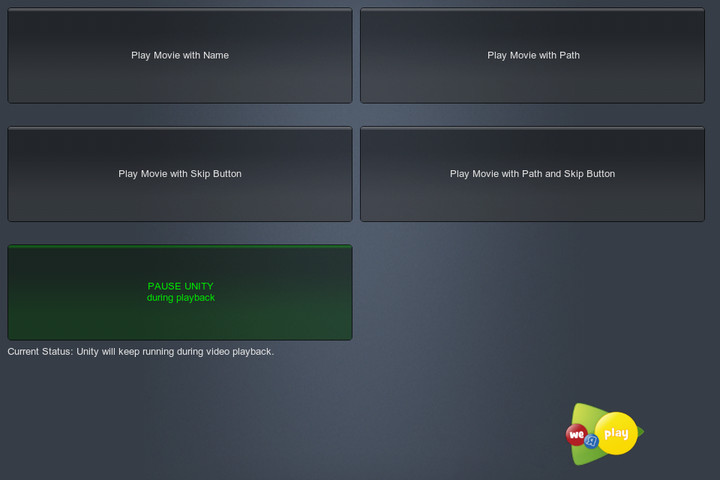 Play Movie with Name
Play Movie with Path
Play Movie with Skip Button
Play Movie with Path and Skip Button
PAUSE UNITY
during playback
Current Status: Unity will keep running during video playback.
we
play